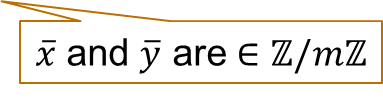 x̄ and ȳ are ∈ ℤ/mℤ